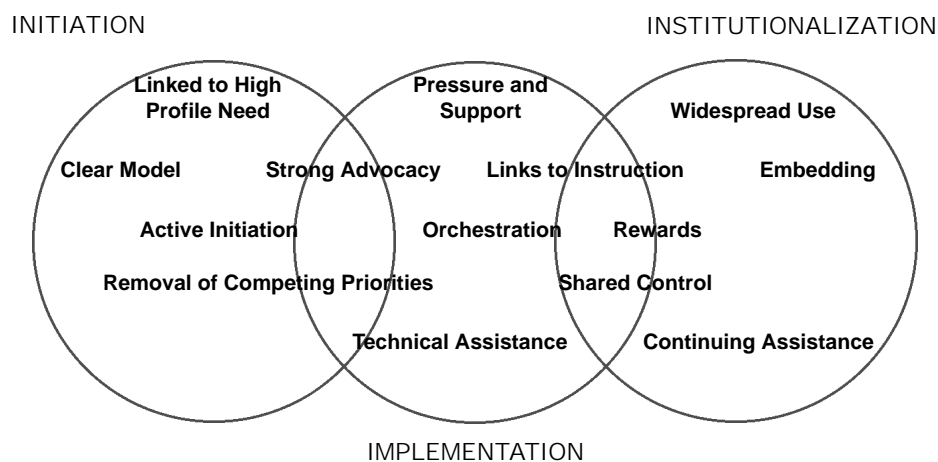 INITIATION
INSTITUTIONALIZATION
Linked to High
Profile Need
Pressure and
Support
Widespread Use
Clear Model
Strong Advocacy
Links to Instruction
Embedding
Active Initiation
Orchestration
Rewards
Removal of Competing Priorities
Shared Control
Technical Assistance
Continuing Assistance
IMPLEMENTATION